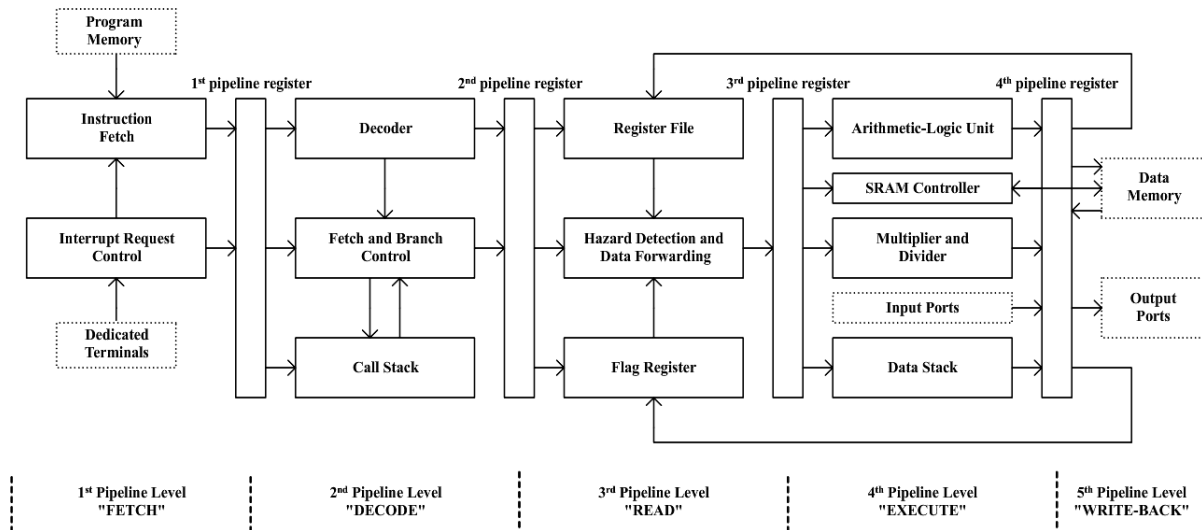 Program
Memory
1st pipeline register
2nd pipeline register
3rd pipeline register
4th pipeline register
Instruction
Fetch
Decoder
Register File
Arithmetic-Logic Unit
SRAM Controller
Data
Memory
Interrupt Request
Control
Fetch and Branch
Control
Hazard Detection and
Data Forwarding
Multiplier and
Divider
Input Ports
Output
Ports
Dedicated
Terminals
Call Stack
Flag Register
Data Stack
1st Pipeline Level
"FETCH"
2nd Pipeline Level
"DECODE"
3rd Pipeline Level
"READ"
4th Pipeline Level
"EXECUTE"
5th Pipeline Level
"WRITE-BACK"